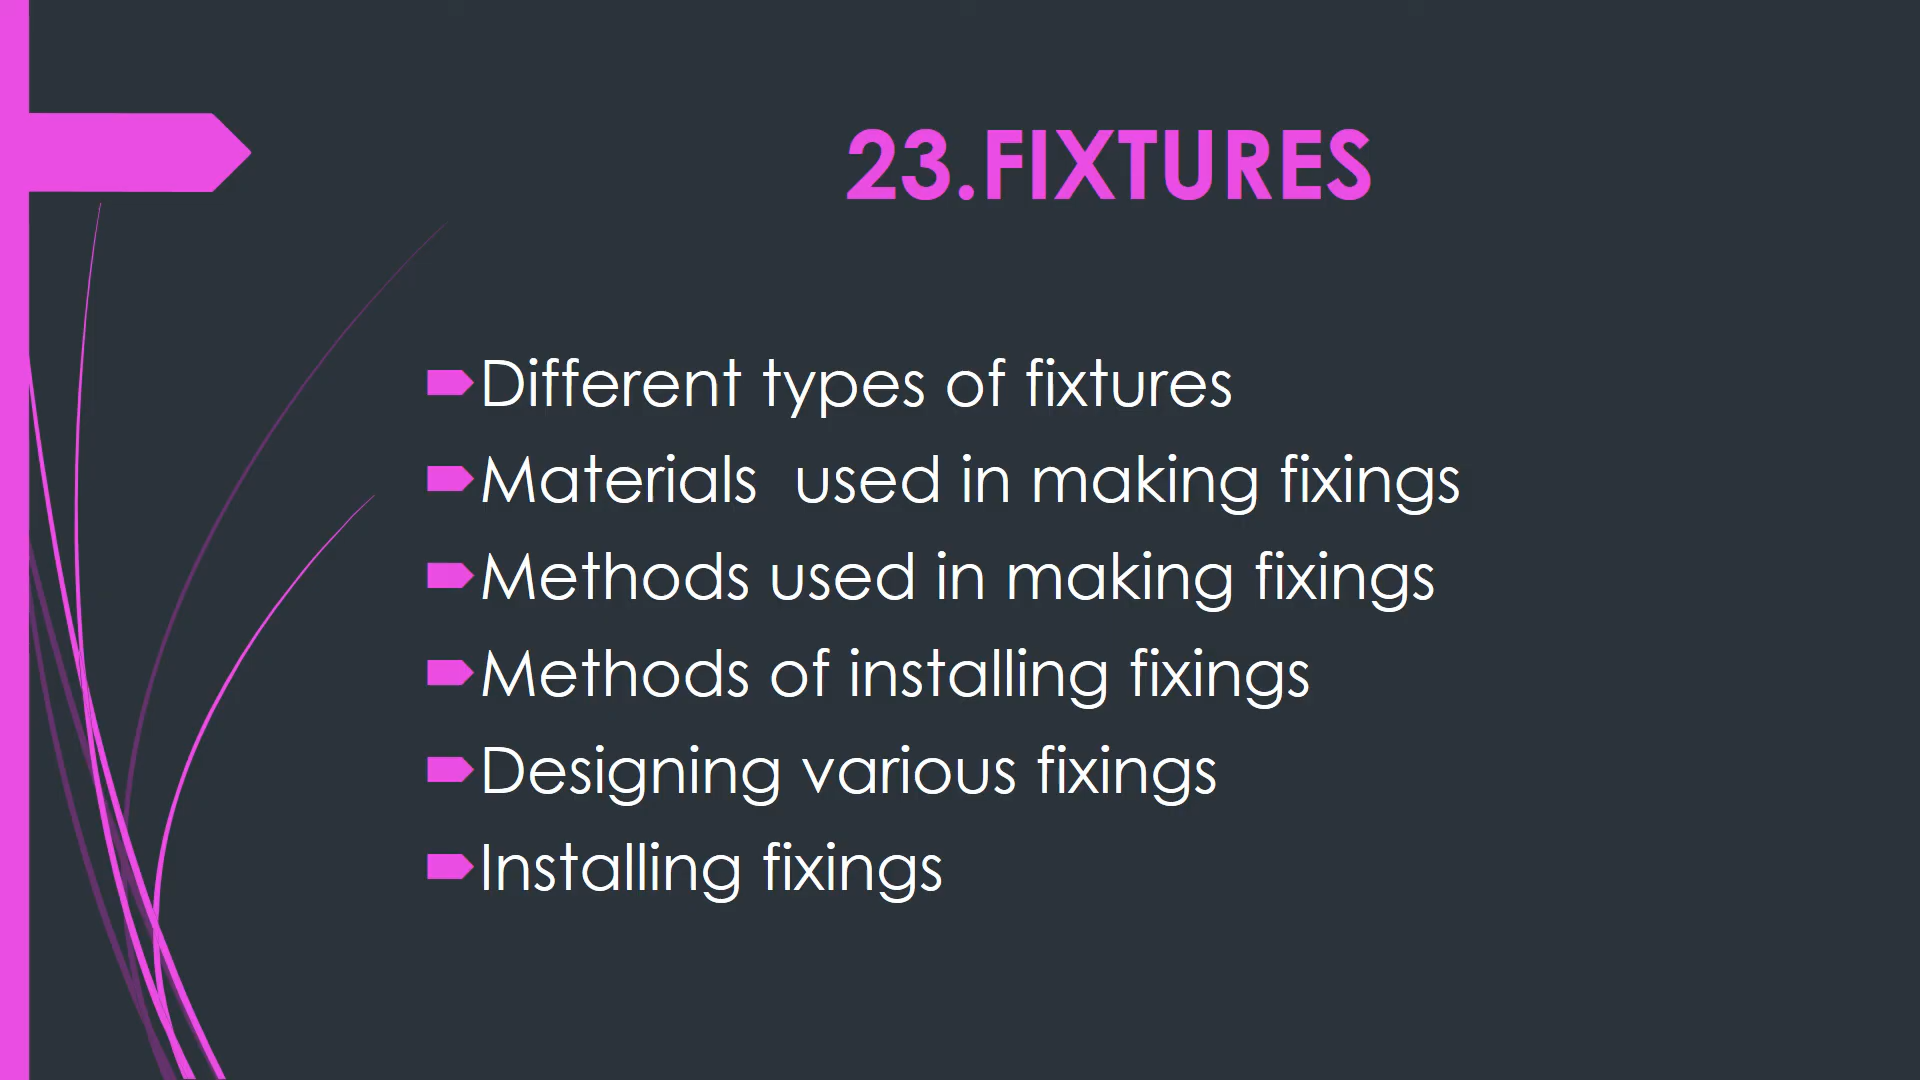 23.FIXTURES
Different types of fixtures
Materials  used in making fixings
Methods used in making fixings
Methods of installing fixings
Designing various fixings
Installing fixings